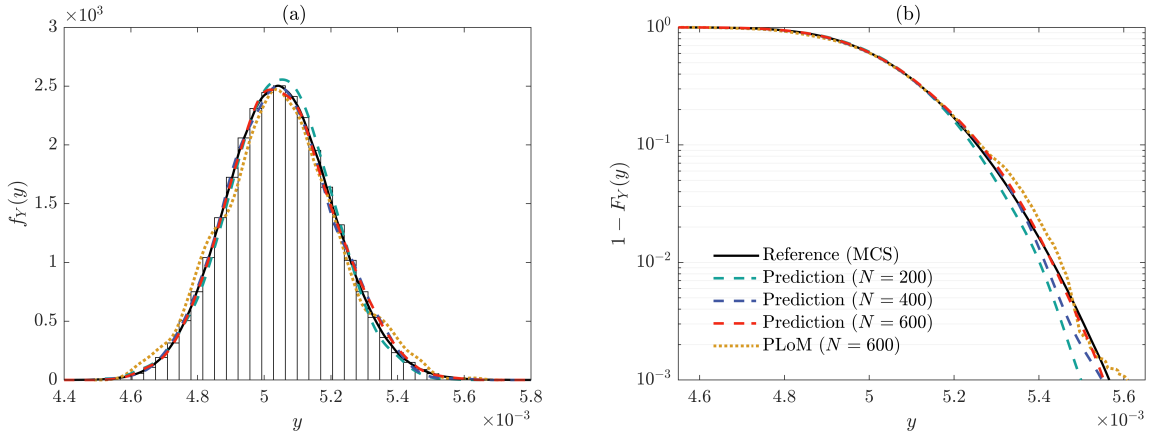 (a)
×10³
3
2.5
2
1.5
1
0.5
0
f_Y(y)
4.4 4.6 4.8 5 5.2 5.4 5.6 5.8
y
×10⁻³
(b)
10⁰
10⁻¹
10⁻²
10⁻³
1 − F_Y(y)
Reference (MCS)
Prediction (N = 200)
Prediction (N = 400)
Prediction (N = 600)
PLoM (N = 600)
4.6 4.8 5 5.2 5.4 5.6
y
×10⁻³